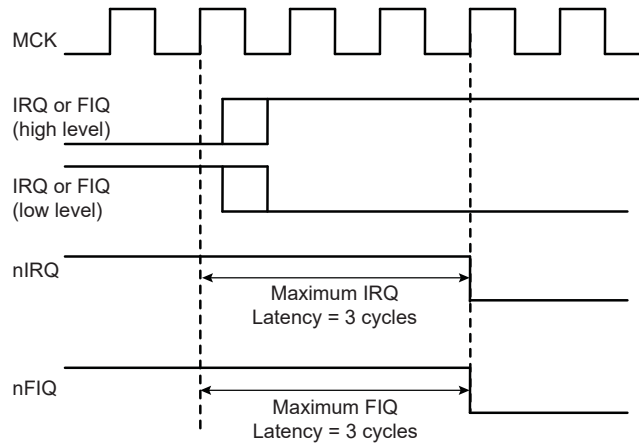 MCK
IRQ or FIQ
(high level)
IRQ or FIQ
(low level)
nIRQ
Maximum IRQ
Latency = 3 cycles
nFIQ
Maximum FIQ
Latency = 3 cycles